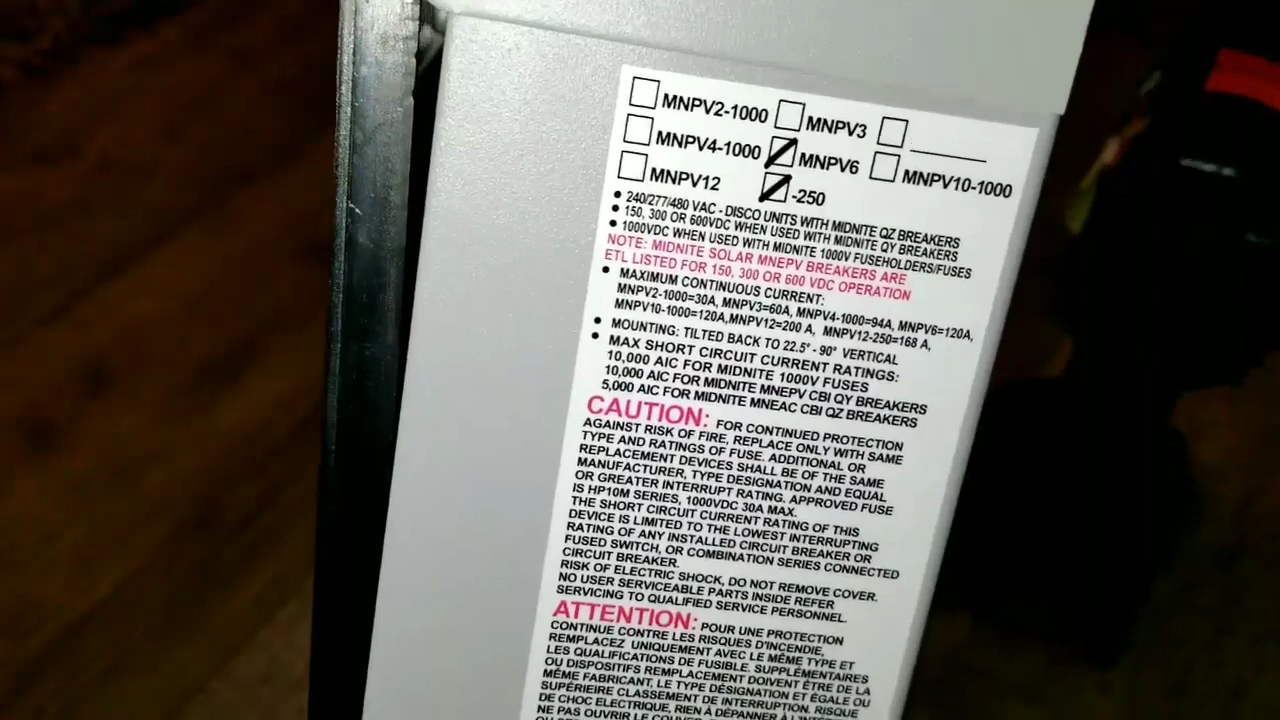 MNPV2-1000 MNPV3
MNPV4-1000 MNPV6 MNPV10-1000
MNPV12 -250
• 240/277/480 VAC - DISCO UNITS WITH MIDNITE QZ BREAKERS
• 150, 300 OR 600VDC WHEN USED WITH MIDNITE QY BREAKERS
• 1000VDC WHEN USED WITH MIDNITE 1000V FUSEHOLDERS/FUSES
NOTE: MIDNITE SOLAR MNEPV BREAKERS ARE
ETL LISTED FOR 150, 300 OR 600 VDC OPERATION
• MAXIMUM CONTINUOUS CURRENT:
MNPV2-1000=30A, MNPV3=60A, MNPV4-1000=94A, MNPV6=120A,
MNPV10-1000=120A,MNPV12=200 A, MNPV12-250=168 A,
• MOUNTING: TILTED BACK TO 22.5° - 90° VERTICAL
• MAX SHORT CIRCUIT CURRENT RATINGS:
10,000 AIC FOR MIDNITE 1000V FUSES
10,000 AIC FOR MIDNITE MNEPV CBI QY BREAKERS
5,000 AIC FOR MIDNITE MNEAC CBI QZ BREAKERS
CAUTION: FOR CONTINUED PROTECTION
AGAINST RISK OF FIRE, REPLACE ONLY WITH SAME
TYPE AND RATINGS OF FUSE. ADDITIONAL OR
REPLACEMENT DEVICES SHALL BE OF THE SAME
MANUFACTURER, TYPE DESIGNATION AND EQUAL
OR GREATER INTERRUPT RATING. APPROVED FUSE
IS HP10M SERIES, 1000VDC 30A MAX.
THE SHORT CIRCUIT CURRENT RATING OF THIS
DEVICE IS LIMITED TO THE LOWEST INTERRUPTING
RATING OF ANY INSTALLED CIRCUIT BREAKER OR
FUSED SWITCH, OR COMBINATION SERIES CONNECTED
CIRCUIT BREAKER.
RISK OF ELECTRIC SHOCK, DO NOT REMOVE COVER.
NO USER SERVICEABLE PARTS INSIDE REFER
SERVICING TO QUALIFIED SERVICE PERSONNEL.
ATTENTION: POUR UNE PROTECTION
CONTINUE CONTRE LES RISQUES D'INCENDIE,
REMPLACEZ UNIQUEMENT AVEC LE MÊME TYPE ET
LES QUALIFICATIONS DE FUSIBLE. SUPPLÉMENTAIRES
OU DISPOSITIFS REMPLACEMENT DOIVENT ÊTRE DE LA
MÊME FABRICANT, LE TYPE DÉSIGNATION ET ÉGALE OU
SUPÉRIEIRE CLASSEMENT DE INTERRUPTION. RISQUE
DE CHOC ELECTRIQUE, RIEN À DÉPANNER À
NE PAS OUVRIR LE